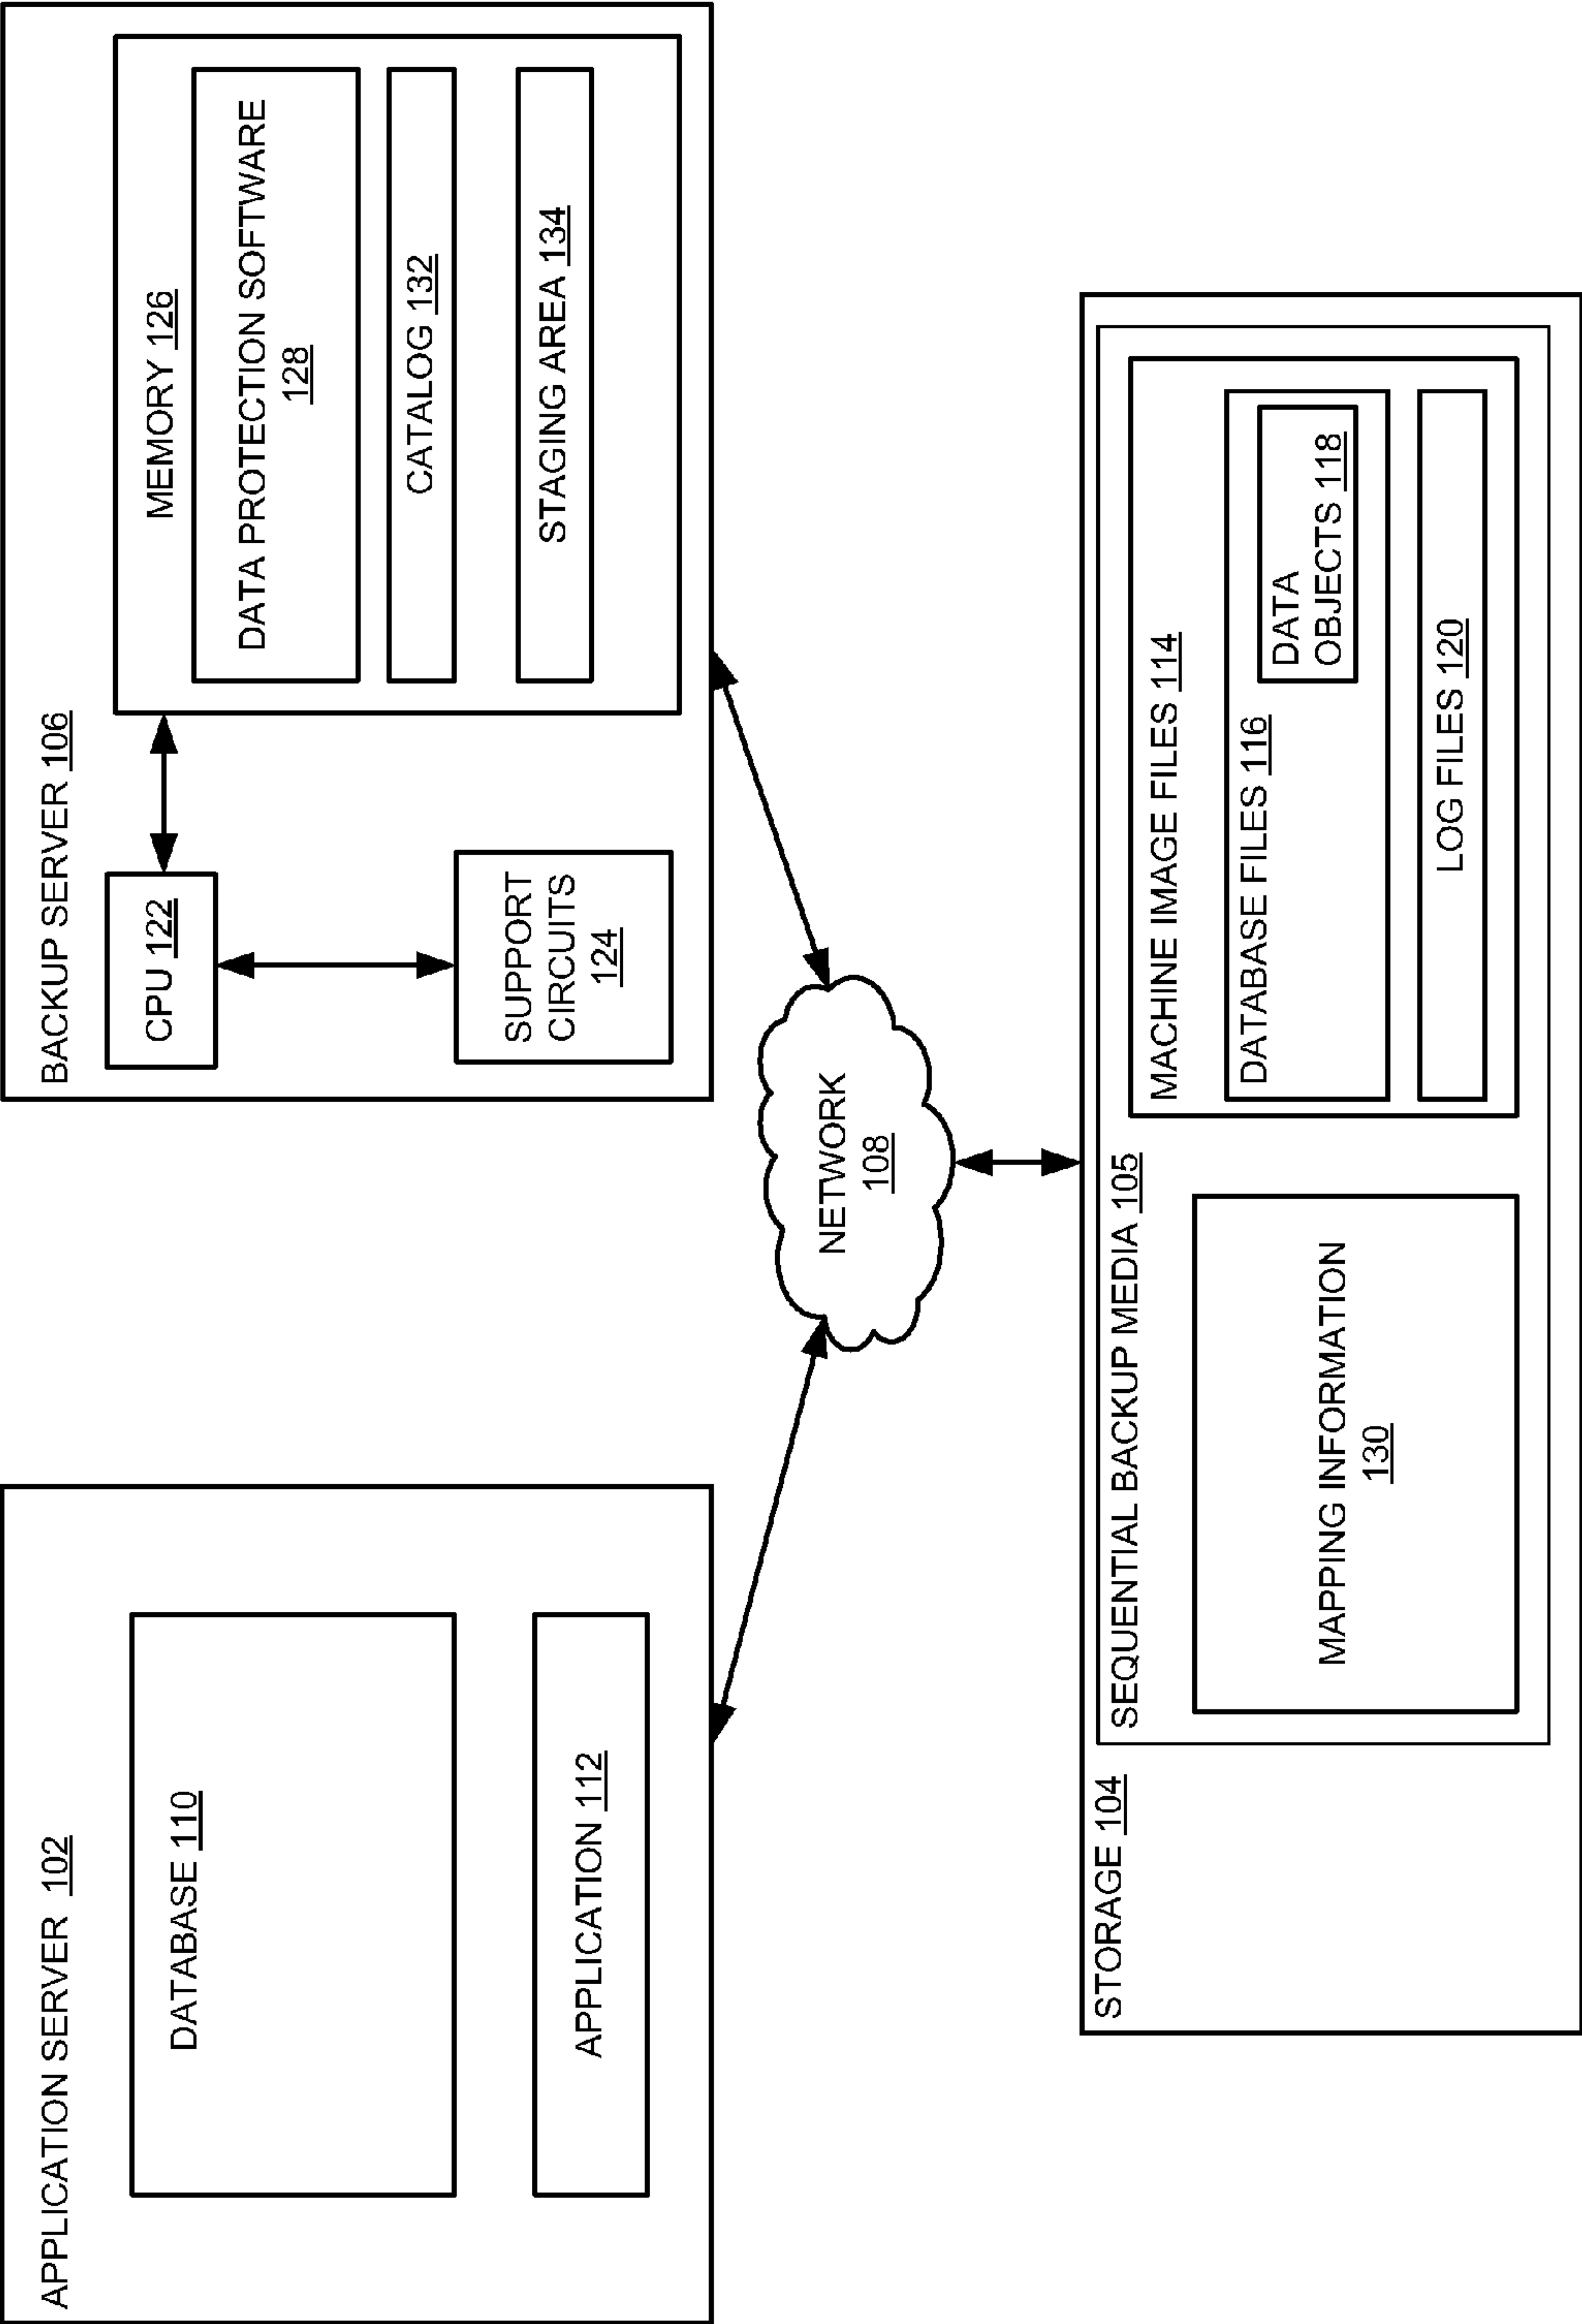 APPLICATION SERVER 102
DATABASE 110
APPLICATION 112
BACKUP SERVER 106
CPU 122
SUPPORT
CIRCUITS
124
MEMORY 126
DATA PROTECTION SOFTWARE
128
CATALOG 132
STAGING AREA 134
NETWORK
108
STORAGE 104
SEQUENTIAL BACKUP MEDIA 105
MAPPING INFORMATION
130
MACHINE IMAGE FILES 114
DATABASE FILES 116
DATA
OBJECTS 118
LOG FILES 120